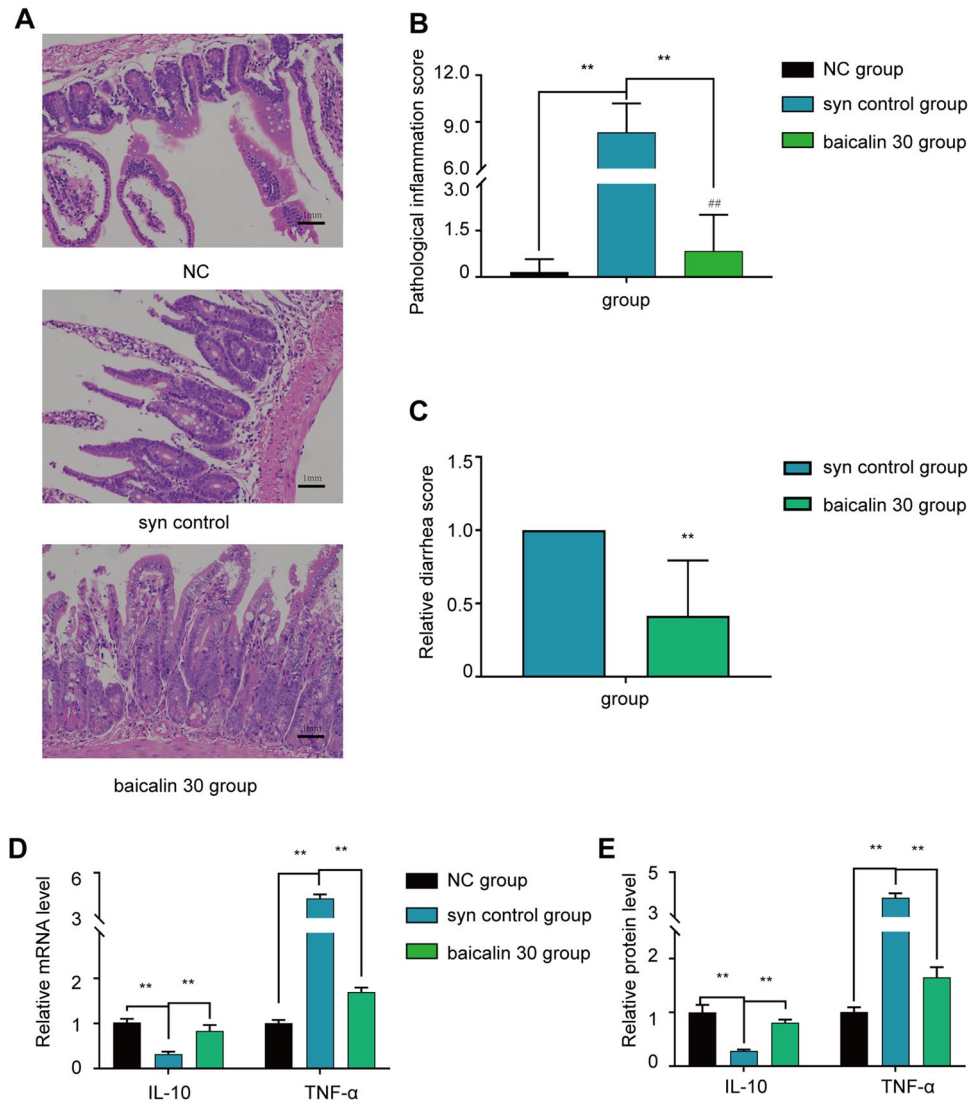 A
1mm
NC
1mm
syn control
1mm
baicalin 30 group
B
Pathological inflammation score
12.0
9.0
6.0
3.0
1.5
0
**
**
##
group
NC group
syn control group
baicalin 30 group
C
Relative diarrhea score
1.5
1.0
0.5
0
**
group
syn control group
baicalin 30 group
D
Relative mRNA level
6
3
2
1
0
**
**
**
**
IL-10
TNF-α
NC group
syn control group
baicalin 30 group
E
Relative protein level
5
3
2
1
0
**
**
**
**
IL-10
TNF-α